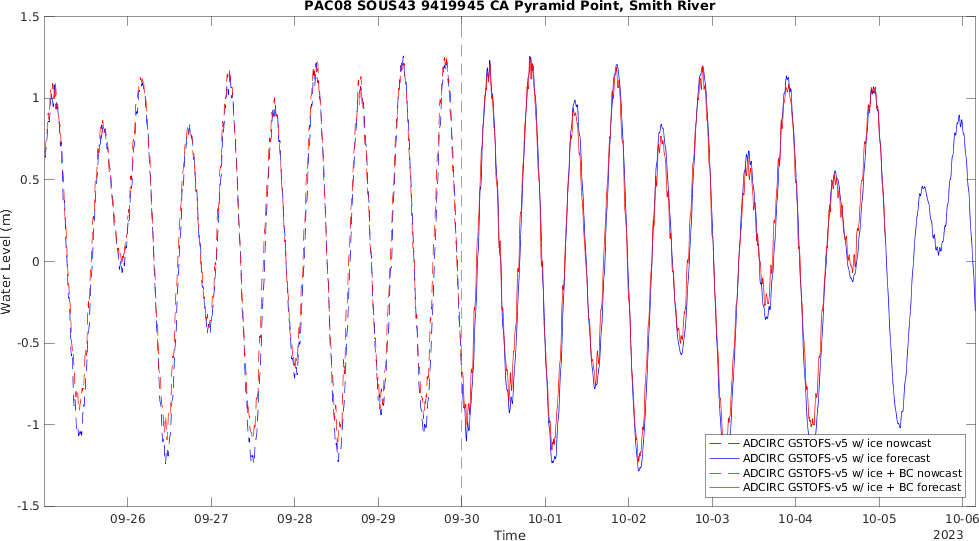 PAC08 SOUS43 9419945 CA Pyramid Point, Smith River
1.5
1
0.5
0
-0.5
-1
-1.5
Water Level (m)
ADCIRC GSTOFS-v5 w/ ice nowcast
ADCIRC GSTOFS-v5 w/ ice forecast
ADCIRC GSTOFS-v5 w/ ice + BC nowcast
ADCIRC GSTOFS-v5 w/ ice + BC forecast
09-26 09-27 09-28 09-29 09-30 10-01 10-02 10-03 10-04 10-05 10-06
Time
2023